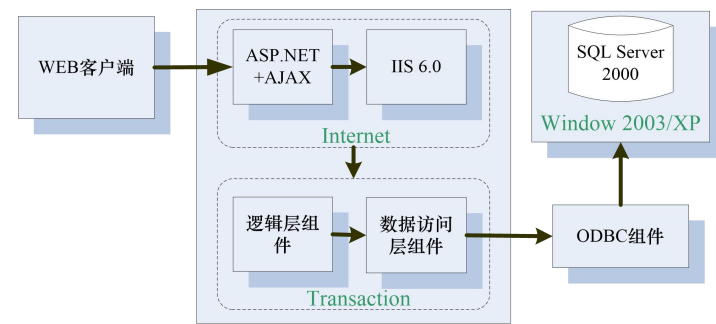 WEB客户端
ASP.NET
+AJAX
IIS 6.0
Internet
SQL Server
2000
Window 2003/XP
逻辑层组
件
数据访问
层组件
Transaction
ODBC组件